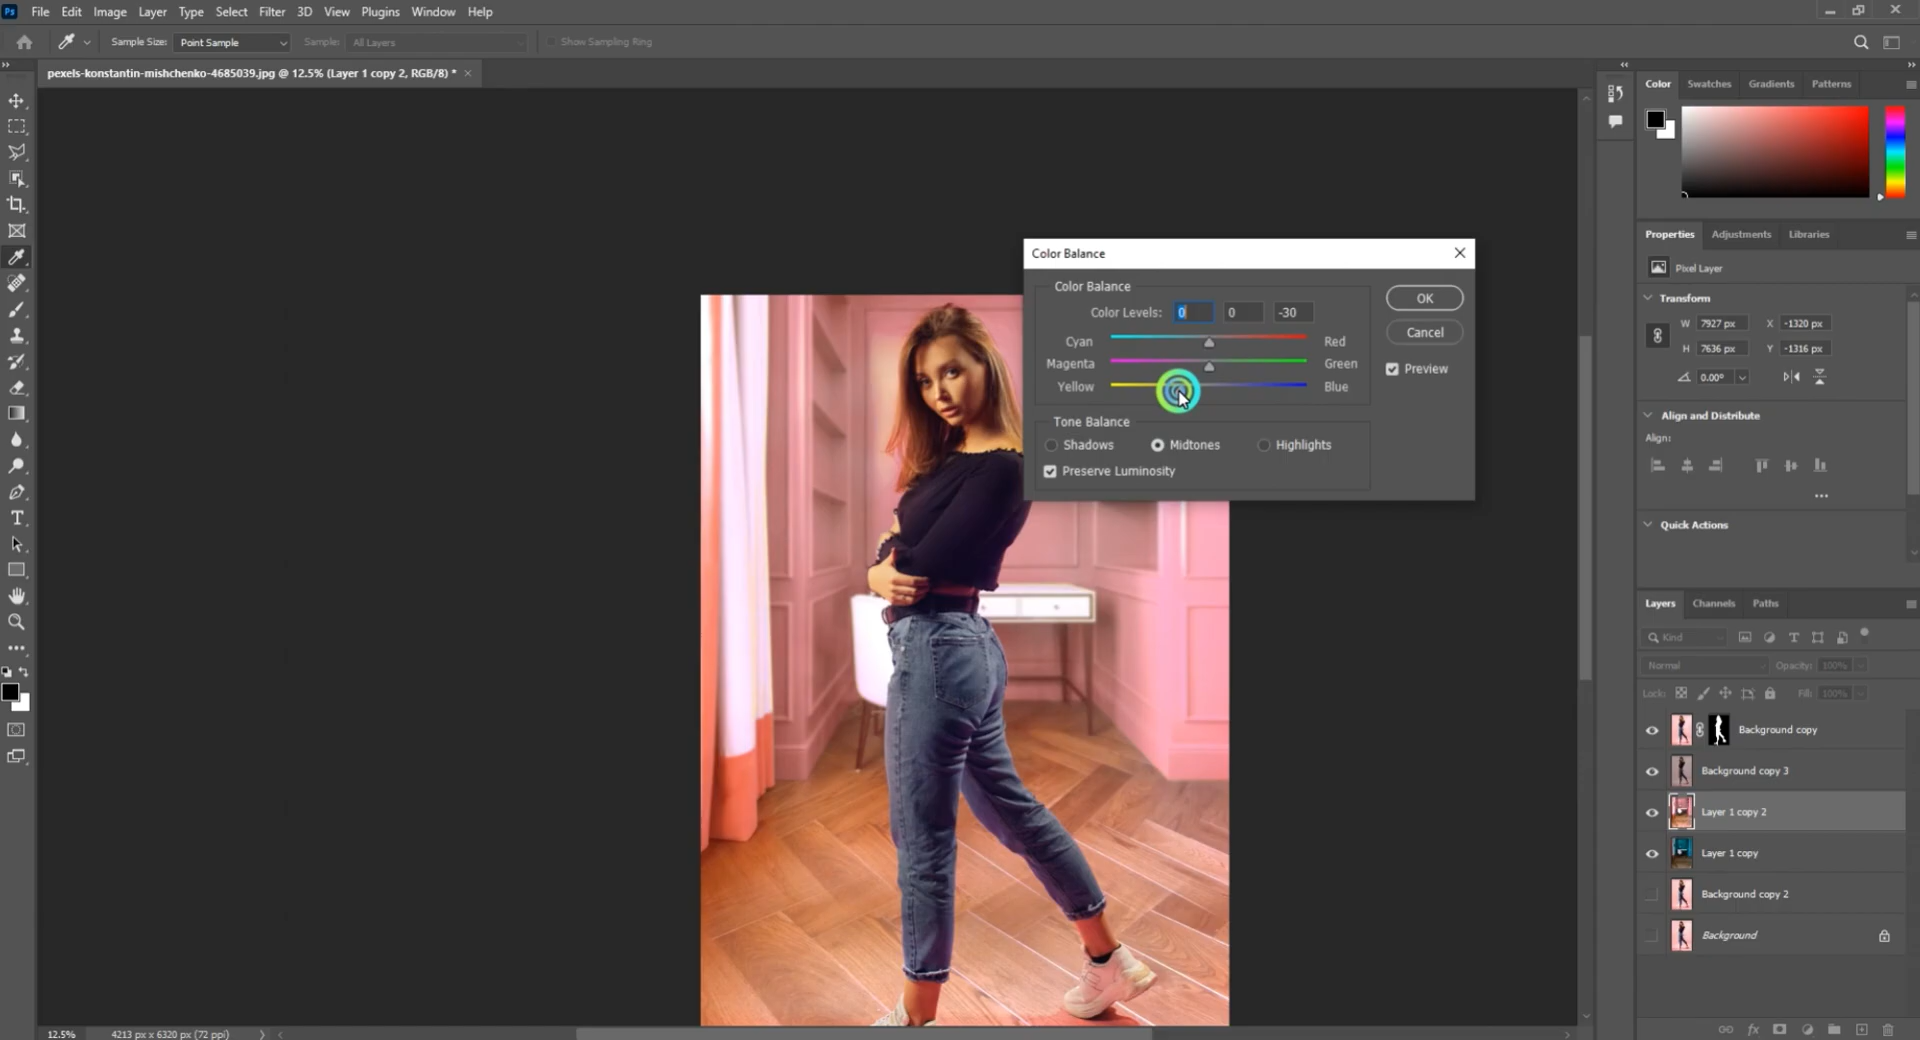 Ps File Edit Image Layer Type Select Filter 3D View Plugins Window Help
Sample Size: Point Sample Sample: All Layers Show Sampling Ring
pexels-konstantin-mishchenko-4685039.jpg @ 12.5% (Layer 1 copy 2, RGB/8) *
Color Swatches Gradients Patterns
Properties Adjustments Libraries
Pixel Layer
Transform
W 7927 px X -1320 px
H 7636 px Y -1316 px
0.00°
Align and Distribute
Align:
Quick Actions
Color Balance
Color Balance
Color Levels: 0 0 -30
Cyan Red
Magenta Green
Yellow Blue
Tone Balance
Shadows Midtones Highlights
Preserve Luminosity
OK
Cancel
Preview
Layers Channels Paths
Kind
Normal Opacity: 100%
Lock: Fill: 100%
Background copy
Background copy 3
Layer 1 copy 2
Layer 1 copy
Background copy 2
Background
12.5% 4213 px x 6320 px (72 ppi)